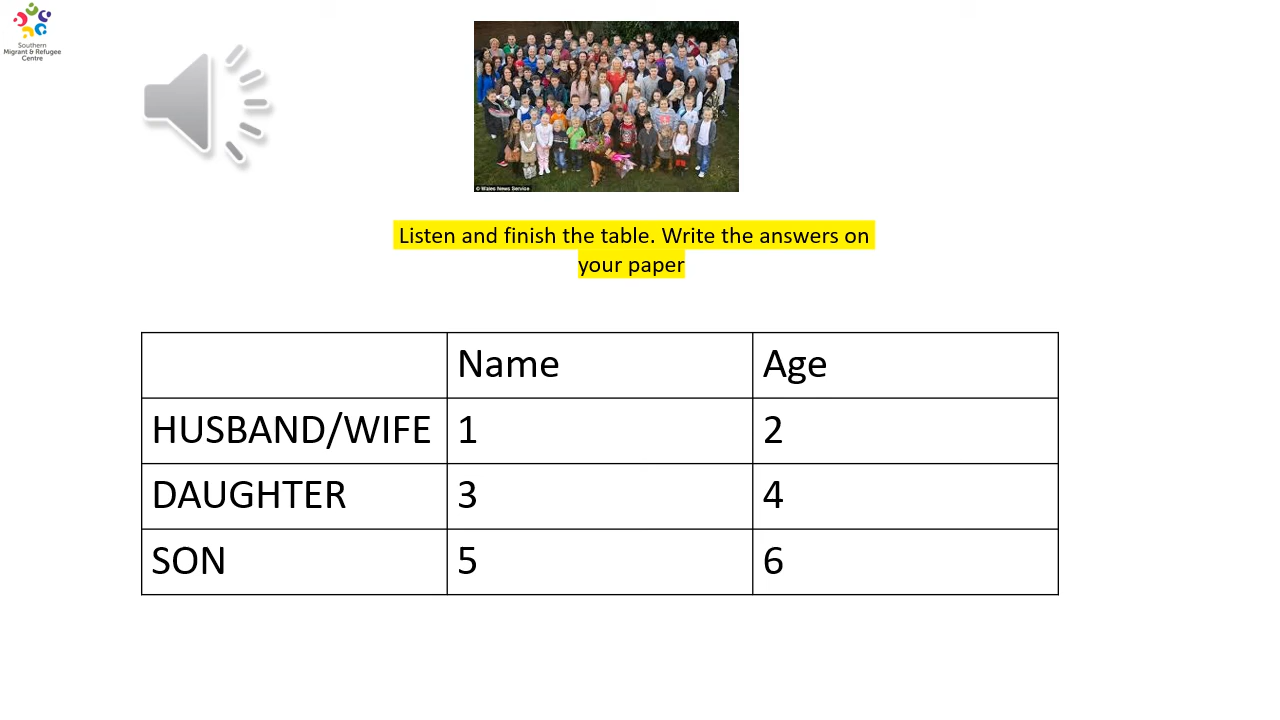 Southern
Migrant & Refugee
Centre
© Wales News Service
Listen and finish the table. Write the answers on
your paper
Name Age
HUSBAND/WIFE 1 2
DAUGHTER 3 4
SON 5 6